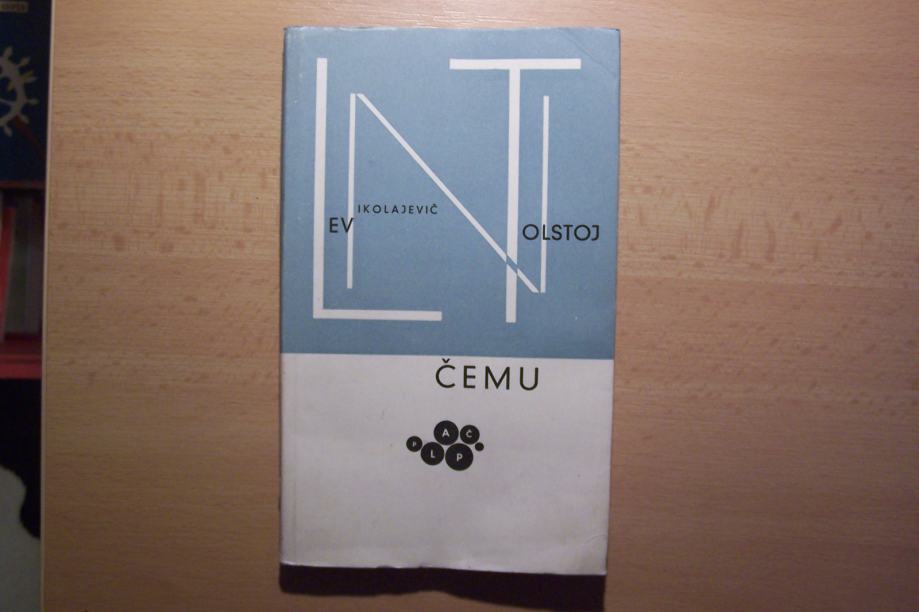 LEV NIKOLAJEVIČ TOLSTOJ
ČEMU
P L A P Č